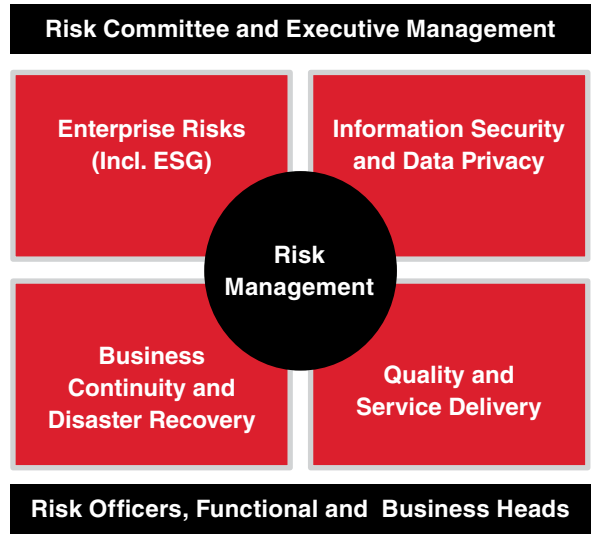 Risk Committee and Executive Management
Enterprise Risks
(Incl. ESG)
Information Security
and Data Privacy
Risk
Management
Business
Continuity and
Disaster Recovery
Quality and
Service Delivery
Risk Officers, Functional and Business Heads